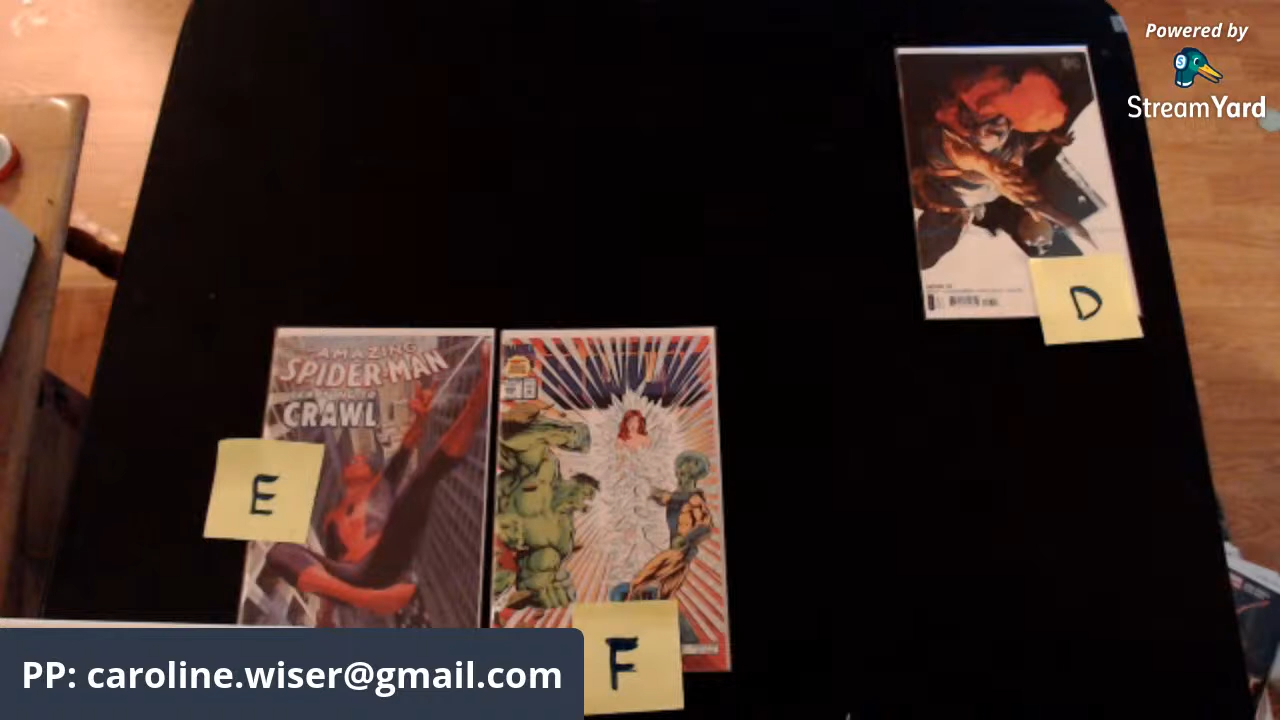 Powered by
StreamYard
D
AMAZING
SPIDER-MAN
CRAWL
E
F
PP: caroline.wiser@gmail.com